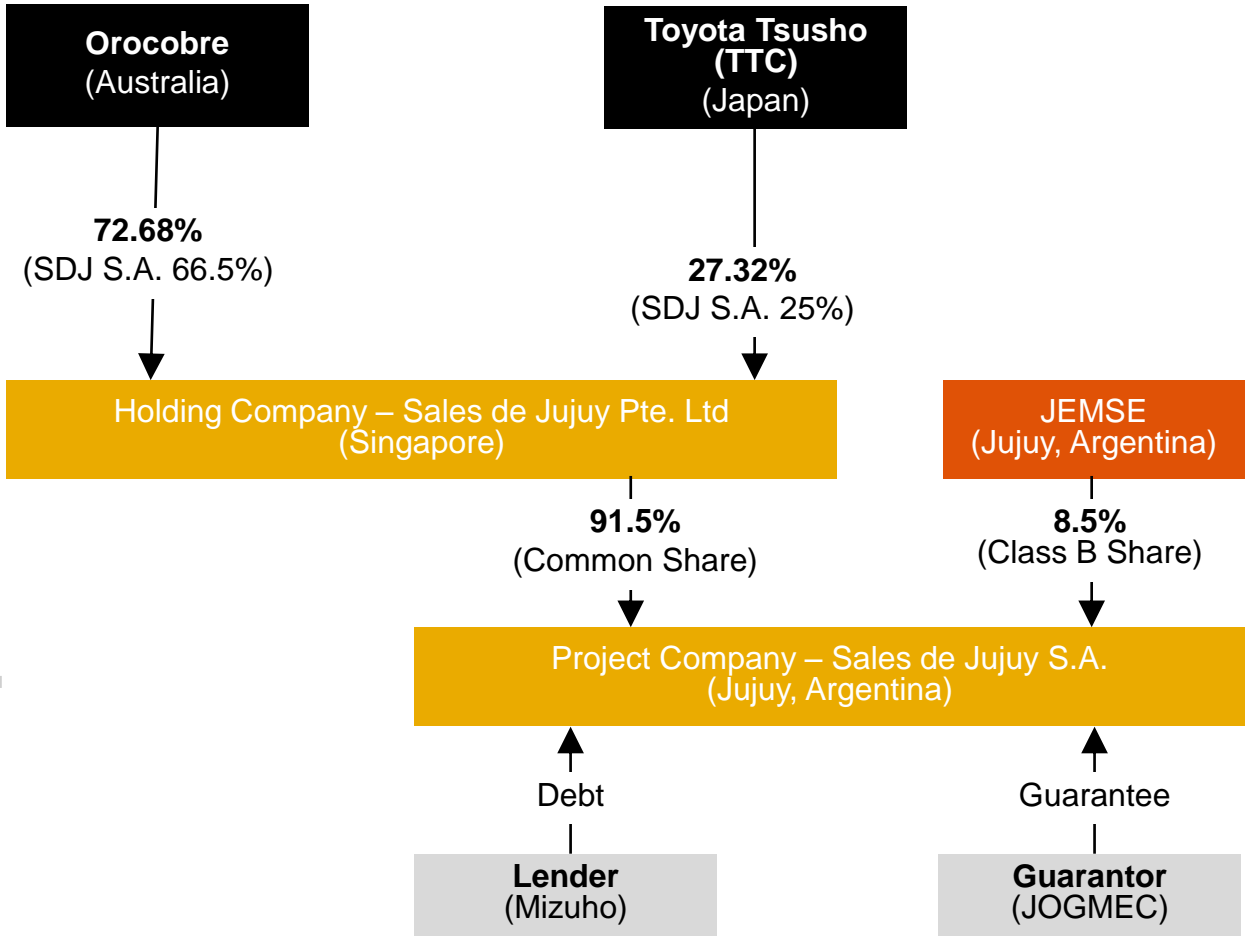 Orocobre
(Australia)
Toyota Tsusho
(TTC)
(Japan)
72.68%
(SDJ S.A. 66.5%)
27.32%
(SDJ S.A. 25%)
Holding Company – Sales de Jujuy Pte. Ltd
(Singapore)
JEMSE
(Jujuy, Argentina)
91.5%
(Common Share)
8.5%
(Class B Share)
Project Company – Sales de Jujuy S.A.
(Jujuy, Argentina)
Debt
Guarantee
Lender
(Mizuho)
Guarantor
(JOGMEC)